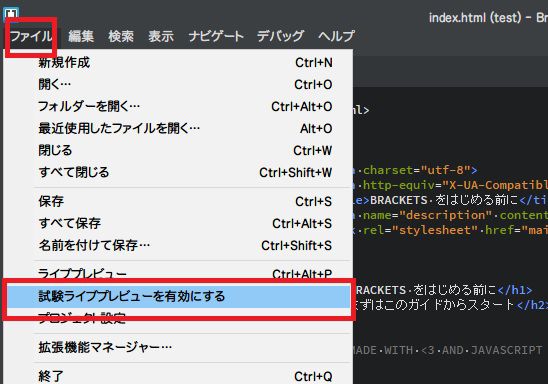 index.html (test) - Br
ファイル 編集 検索 表示 ナビゲート デバッグ ヘルプ
新規作成 Ctrl+N
開く… Ctrl+O
フォルダーを開く… Ctrl+Alt+O
最近使用したファイルを開く… Alt+O
閉じる Ctrl+W
すべて閉じる Ctrl+Shift+W
保存 Ctrl+S
すべて保存 Ctrl+Alt+S
名前を付けて保存… Ctrl+Shift+S
ライブプレビュー Ctrl+Alt+P
試験ライブプレビューを有効にする
プロジェクト設定
拡張機能マネージャー…
終了 Ctrl+Q
ml>
charset="utf-8">
http-equiv="X-UA-Compatibl
le>BRACKETS·をはじめる前に</ti
name="description"·conten
rel="stylesheet"·href="mai
BRACKETS·をはじめる前に</h1>
まずはこのガイドからスタート</h2>
MADE·WITH·<3·AND·JAVASCRIPT